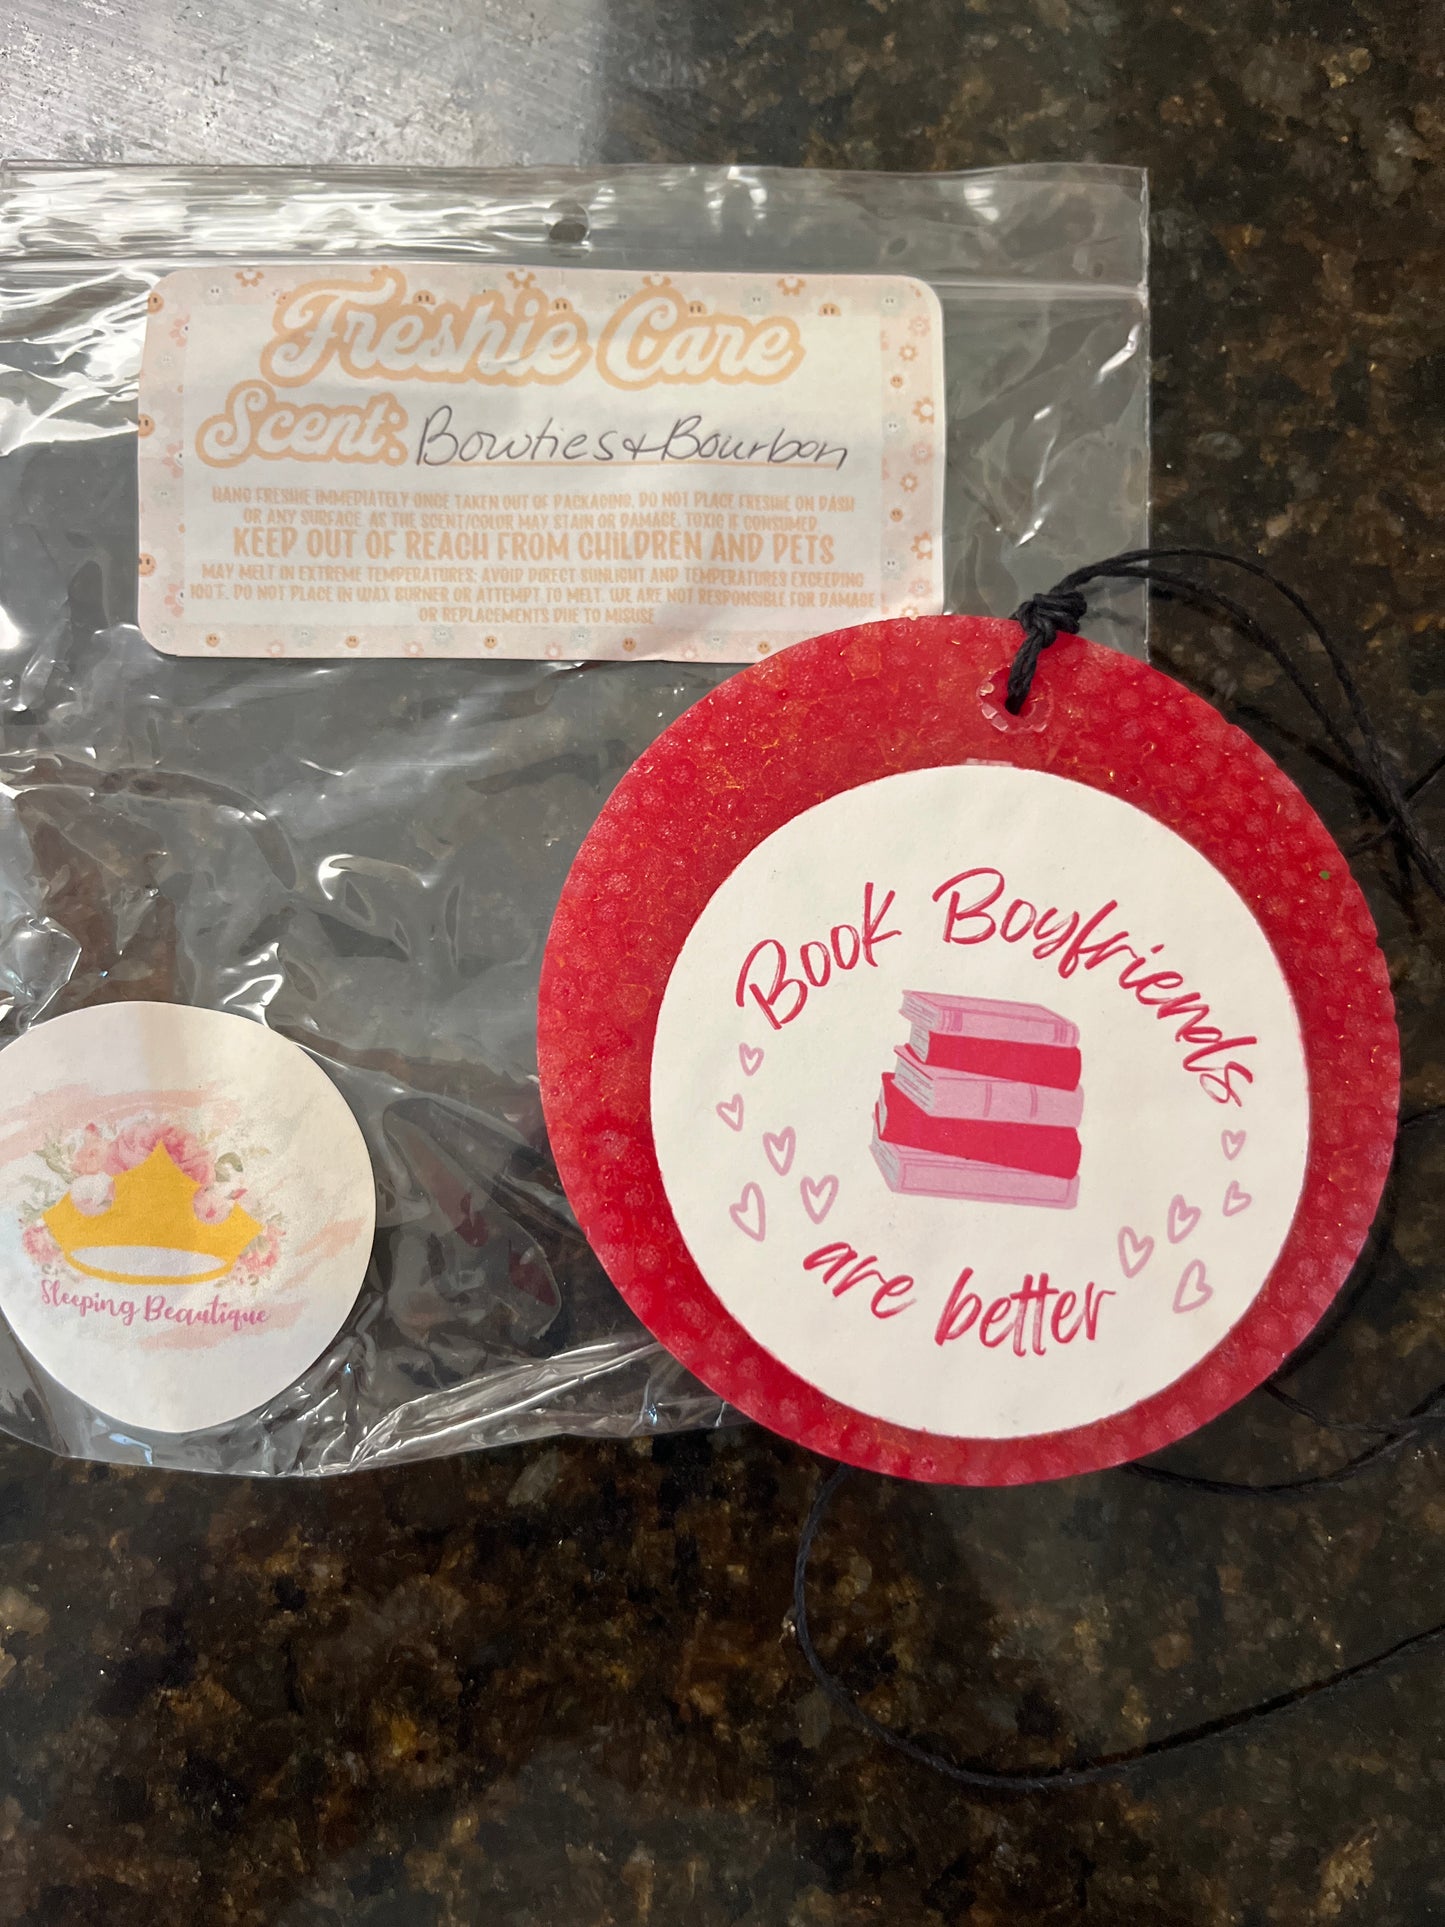 Freshie Care
Scent: Bowties & Bourbon
HANG FRESHIE IMMEDIATELY ONCE TAKEN OUT OF PACKAGING. DO NOT PLACE FRESHIE ON DASH
OR ANY SURFACE, AS THE SCENT/COLOR MAY STAIN OR DAMAGE. TOXIC IF CONSUMED.
KEEP OUT OF REACH FROM CHILDREN AND PETS
MAY MELT IN EXTREME TEMPERATURES; AVOID DIRECT SUNLIGHT AND TEMPERATURES EXCEEDING
100°F. DO NOT PLACE IN WAX BURNER OR ATTEMPT TO MELT. WE ARE NOT RESPONSIBLE FOR DAMAGE
OR REPLACEMENTS DUE TO MISUSE
Book Boyfriends
are better
Sleeping Beautique